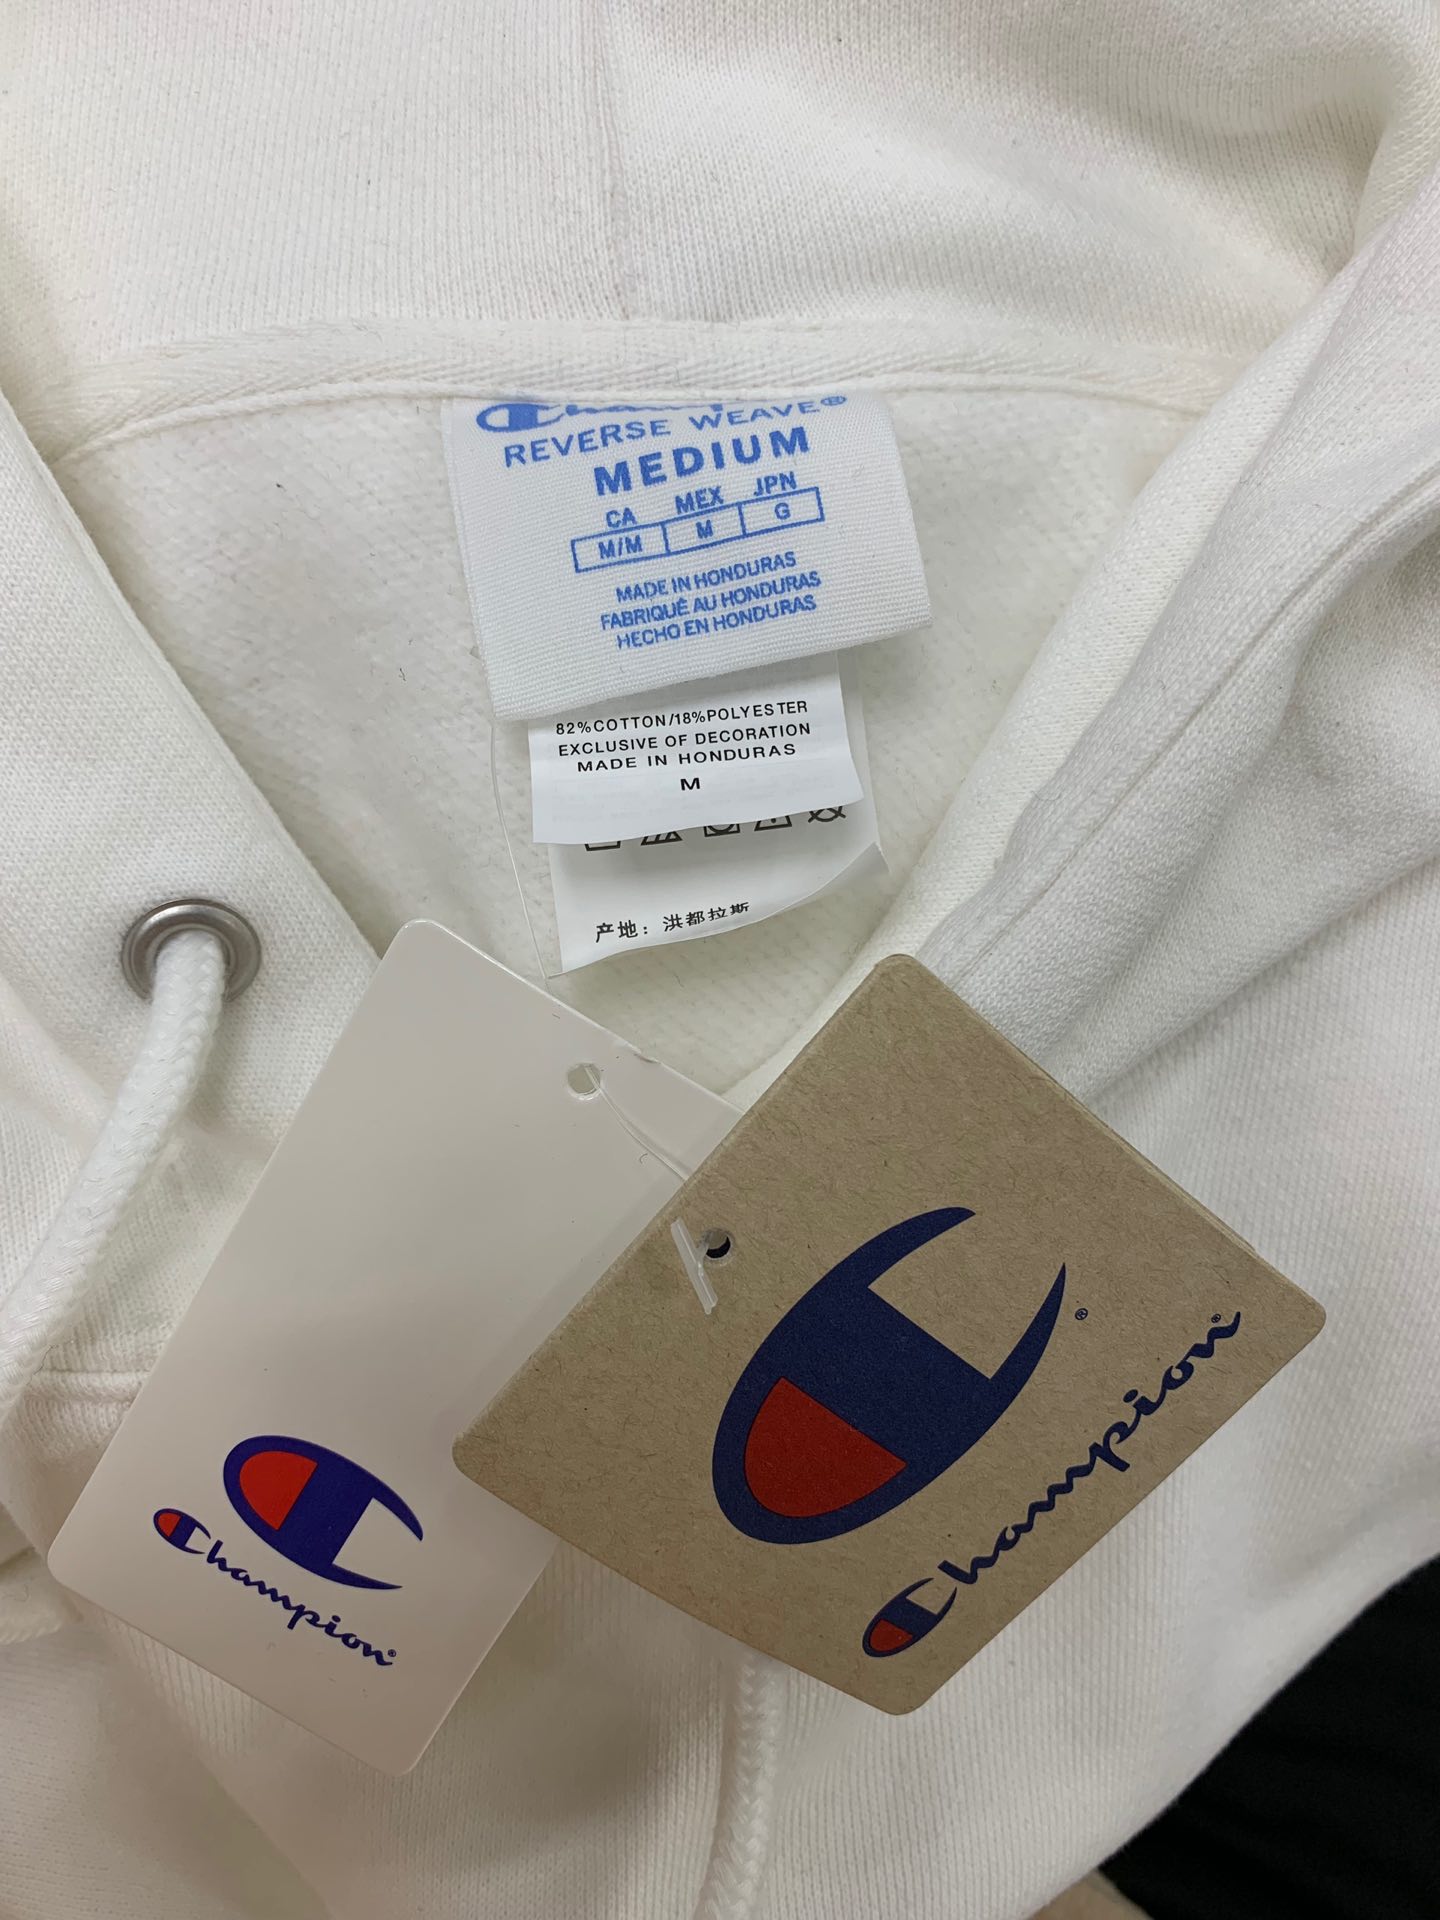 Champion
REVERSE WEAVE®
MEDIUM
CA MEX JPN
M/M M G
MADE IN HONDURAS
FABRIQUÉ AU HONDURAS
HECHO EN HONDURAS
82%COTTON/18%POLYESTER
EXCLUSIVE OF DECORATION
MADE IN HONDURAS
M
产地：洪都拉斯
Champion®
®
Champion®